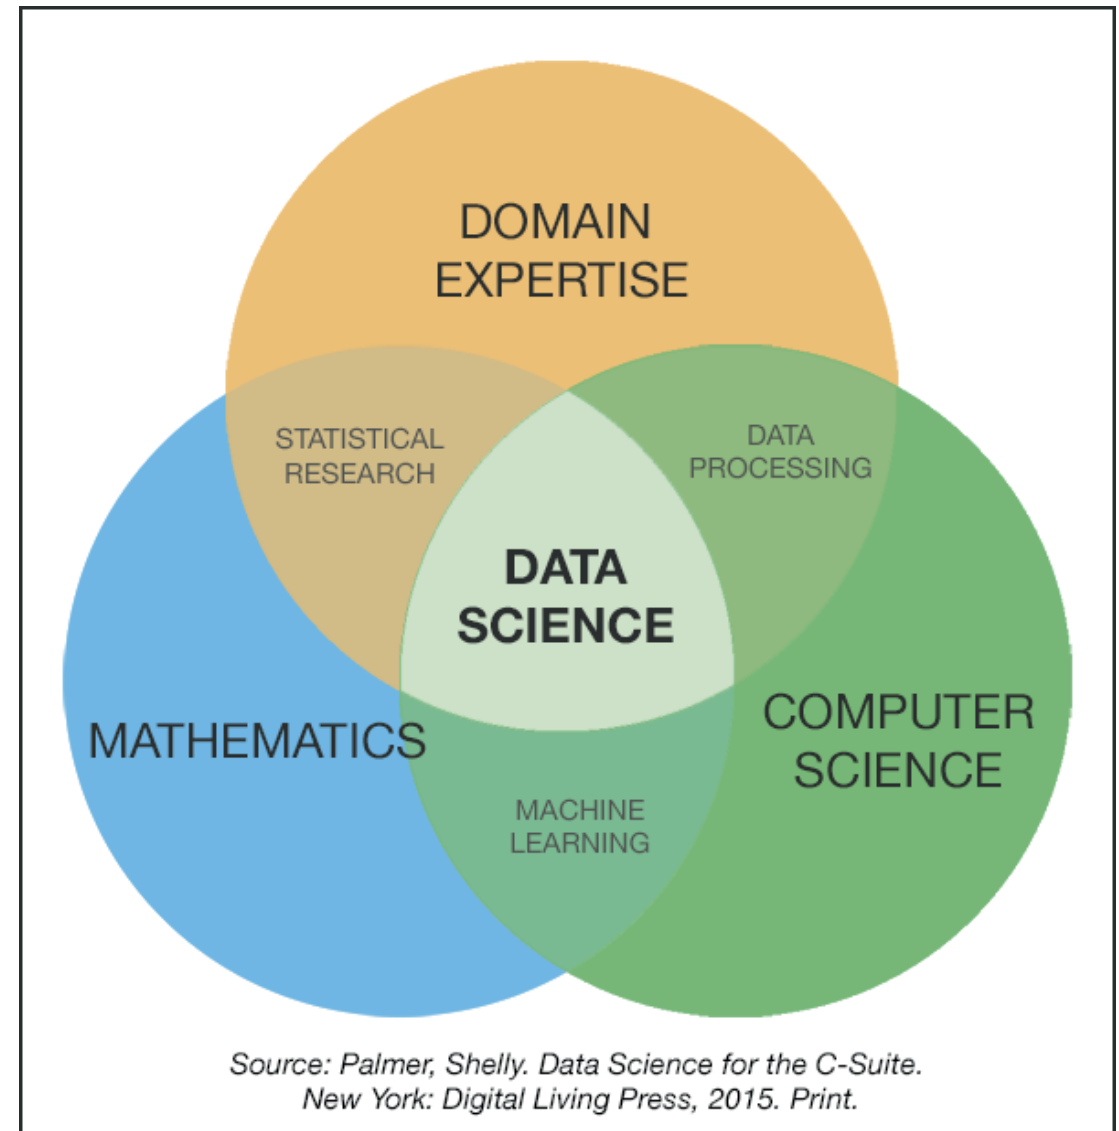 DOMAIN
EXPERTISE
STATISTICAL
RESEARCH
DATA
PROCESSING
DATA
SCIENCE
MATHEMATICS
COMPUTER
SCIENCE
MACHINE
LEARNING
Source: Palmer, Shelly. Data Science for the C-Suite.
New York: Digital Living Press, 2015. Print.